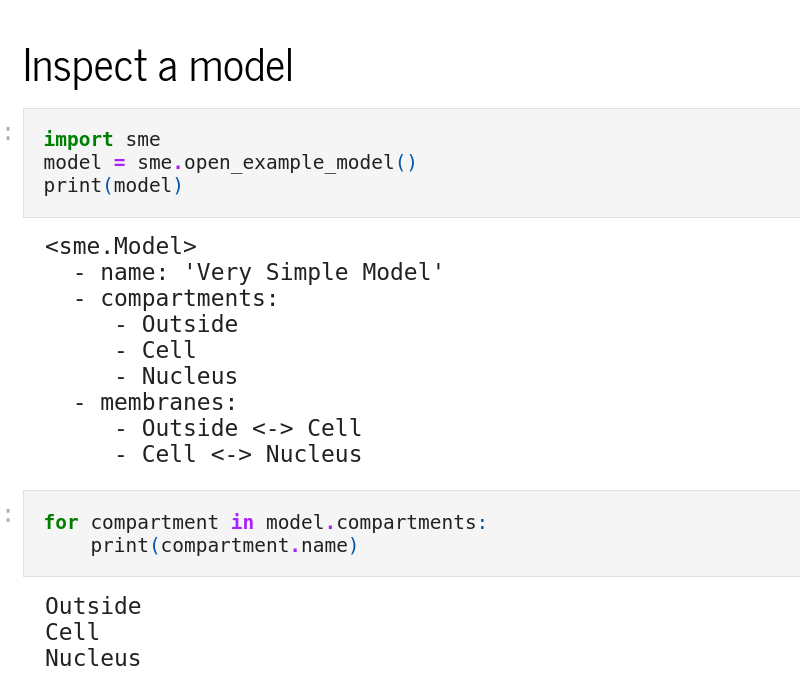 Inspect a model
:
import sme
model = sme.open_example_model()
print(model)
<sme.Model>
  - name: 'Very Simple Model'
  - compartments:
     - Outside
     - Cell
     - Nucleus
  - membranes:
     - Outside <-> Cell
     - Cell <-> Nucleus
:
for compartment in model.compartments:
    print(compartment.name)
Outside
Cell
Nucleus